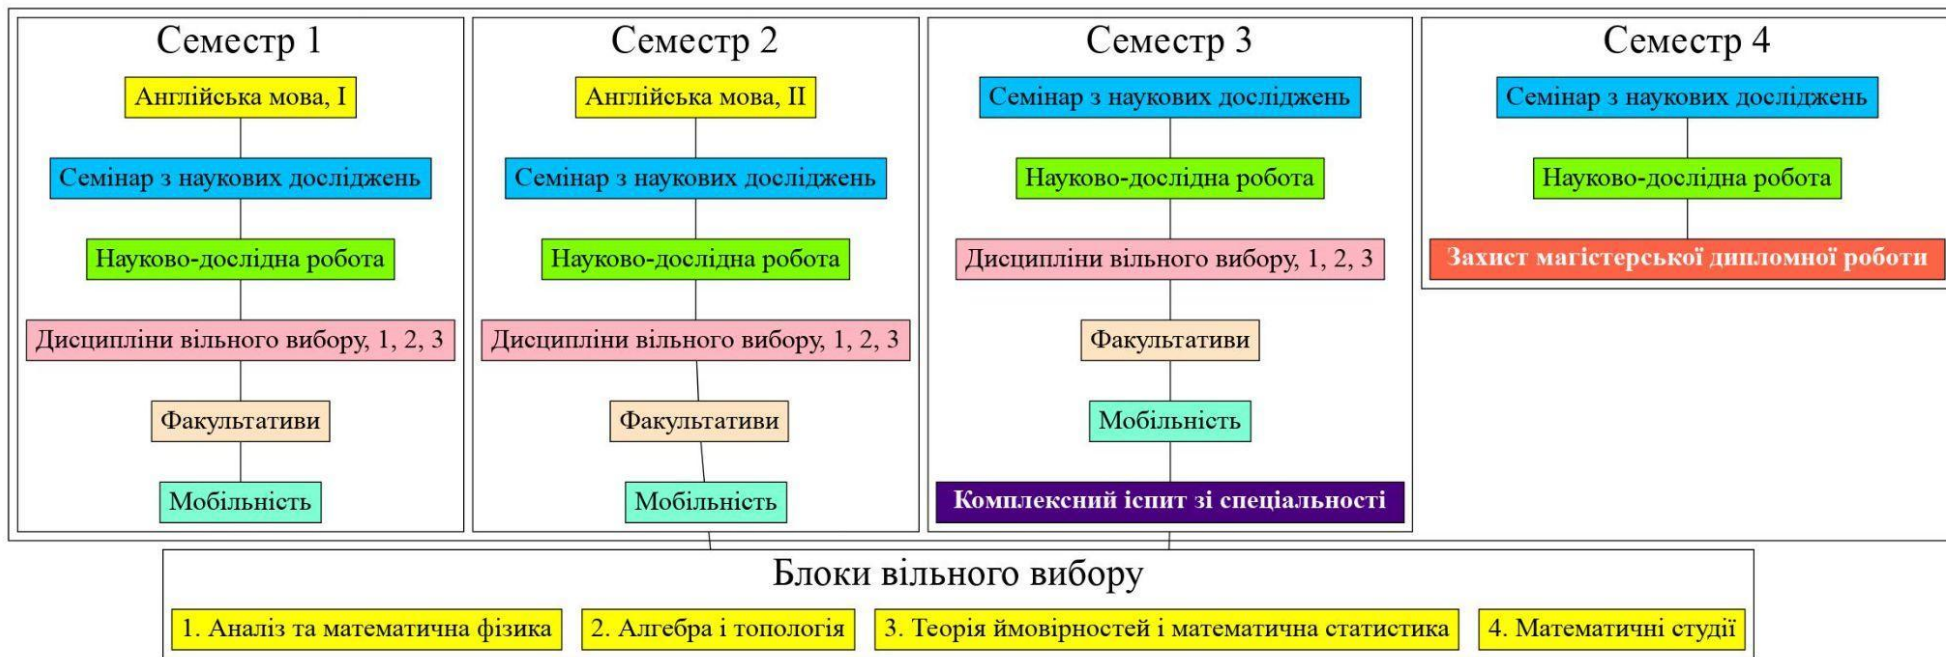 Семестр 1
Англійська мова, I
Семінар з наукових досліджень
Науково-дослідна робота
Дисципліни вільного вибору, 1, 2, 3
Факультативи
Мобільність
Семестр 2
Англійська мова, II
Семінар з наукових досліджень
Науково-дослідна робота
Дисципліни вільного вибору, 1, 2, 3
Факультативи
Мобільність
Семестр 3
Семінар з наукових досліджень
Науково-дослідна робота
Дисципліни вільного вибору, 1, 2, 3
Факультативи
Мобільність
Комплексний іспит зі спеціальності
Семестр 4
Семінар з наукових досліджень
Науково-дослідна робота
Захист магістерської дипломної роботи
Блоки вільного вибору
1. Аналіз та математична фізика
2. Алгебра і топологія
3. Теорія ймовірностей і математична статистика
4. Математичні студії